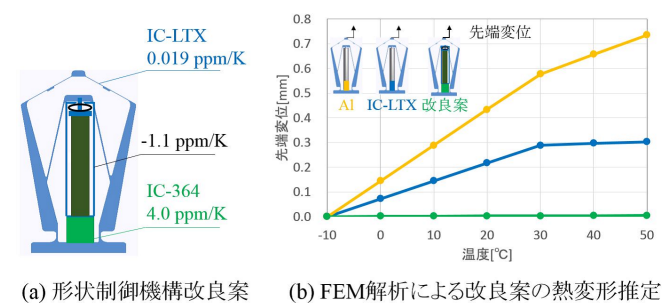 IC-LTX
0.019 ppm/K
-1.1 ppm/K
IC-364
4.0 ppm/K
(a) 形状制御機構改良案
0.8
0.7
0.6
0.5
0.4
0.3
0.2
0.1
0.0
先端変位[mm]
先端変位
Al IC-LTX 改良案
-10 0 10 20 30 40 50
温度[℃]
(b) FEM解析による改良案の熱変形推定